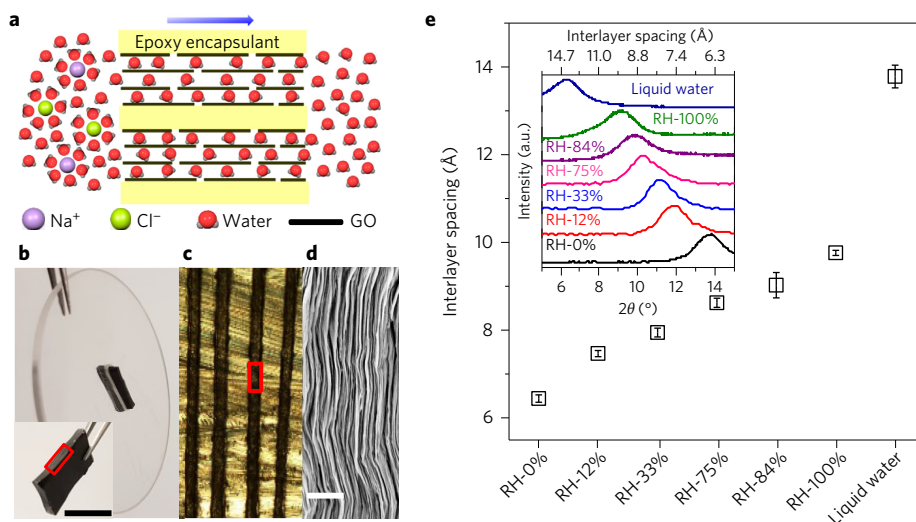 a
Epoxy encapsulant
Na⁺
Cl⁻
Water
GO
b
c
d
e
Interlayer spacing (Å)
14
12
10
8
6
RH-0%
RH-12%
RH-33%
RH-75%
RH-84%
RH-100%
Liquid water
Interlayer spacing (Å)
14.7 11.0 8.8 7.4 6.3
Intensity (a.u.)
Liquid water
RH-100%
RH-84%
RH-75%
RH-33%
RH-12%
RH-0%
6 8 10 12 14
2θ (°)